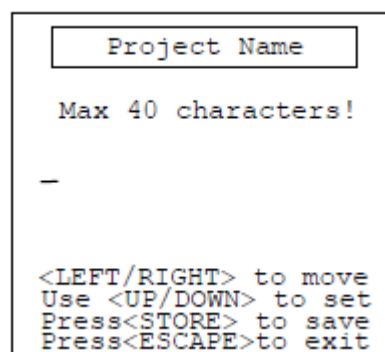 Project Name
Max 40 characters!
_
<LEFT/RIGHT> to move
Use <UP/DOWN> to set
Press<STORE> to save
Press<ESCAPE>to exit